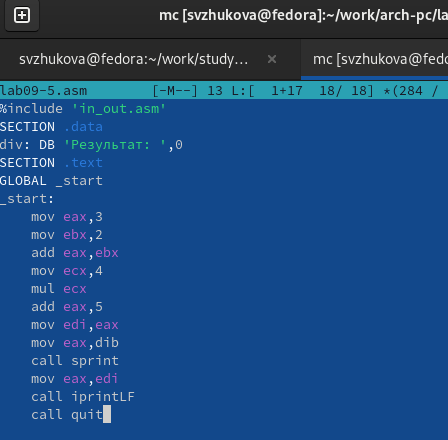 mc [svzhukova@fedora]:~/work/arch-pc/la
svzhukova@fedora:~/work/study... × mc [svzhukova@fedo
lab09-5.asm [-M--] 13 L:[ 1+17 18/ 18] *(284 /
%include 'in_out.asm'
SECTION .data
div: DB 'Результат: ',0
SECTION .text
GLOBAL _start
_start:
mov eax,3
mov ebx,2
add eax,ebx
mov ecx,4
mul ecx
add eax,5
mov edi,eax
mov eax,dib
call sprint
mov eax,edi
call iprintLF
call quit